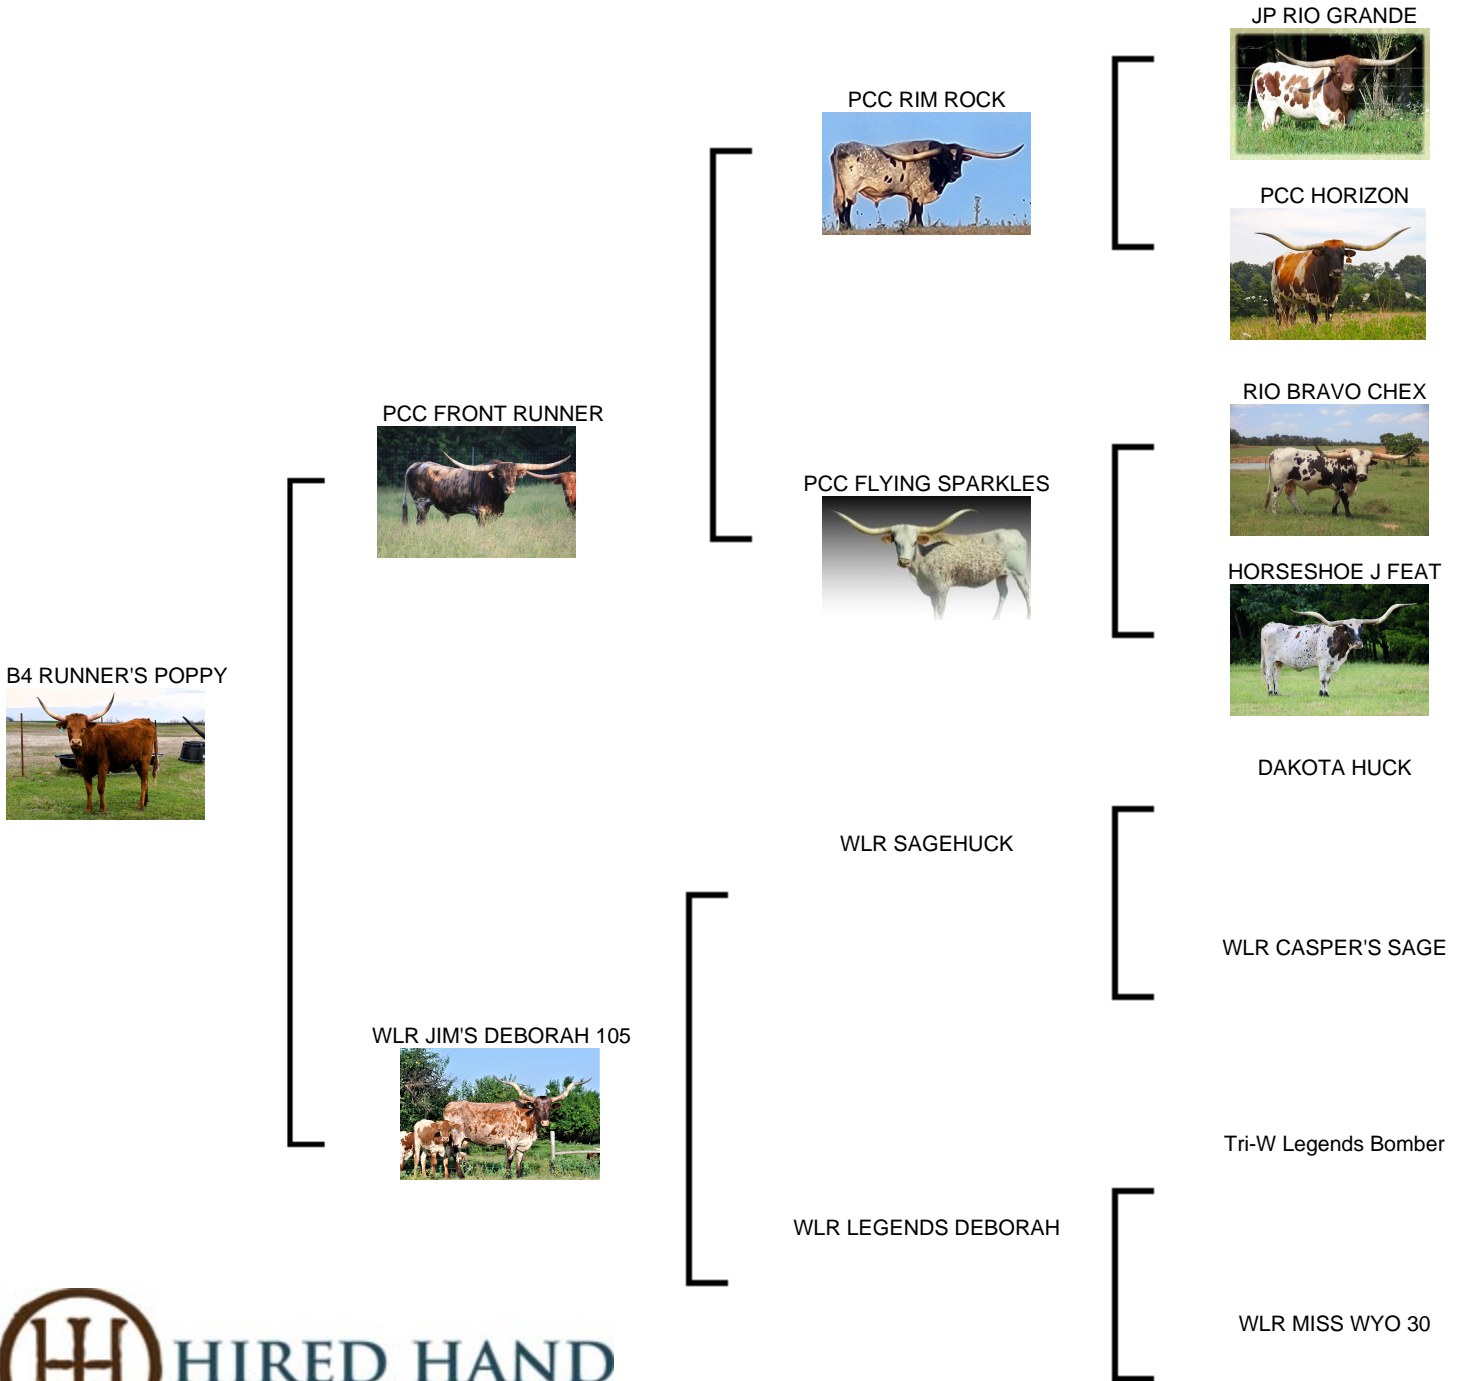 JP RIO GRANDE
PCC RIM ROCK
PCC HORIZON
RIO BRAVO CHEX
PCC FRONT RUNNER
PCC FLYING SPARKLES
HORSESHOE J FEAT
B4 RUNNER'S POPPY
DAKOTA HUCK
WLR SAGEHUCK
WLR CASPER'S SAGE
WLR JIM'S DEBORAH 105
Tri-W Legends Bomber
WLR LEGENDS DEBORAH
WLR MISS WYO 30
HIRED HAND